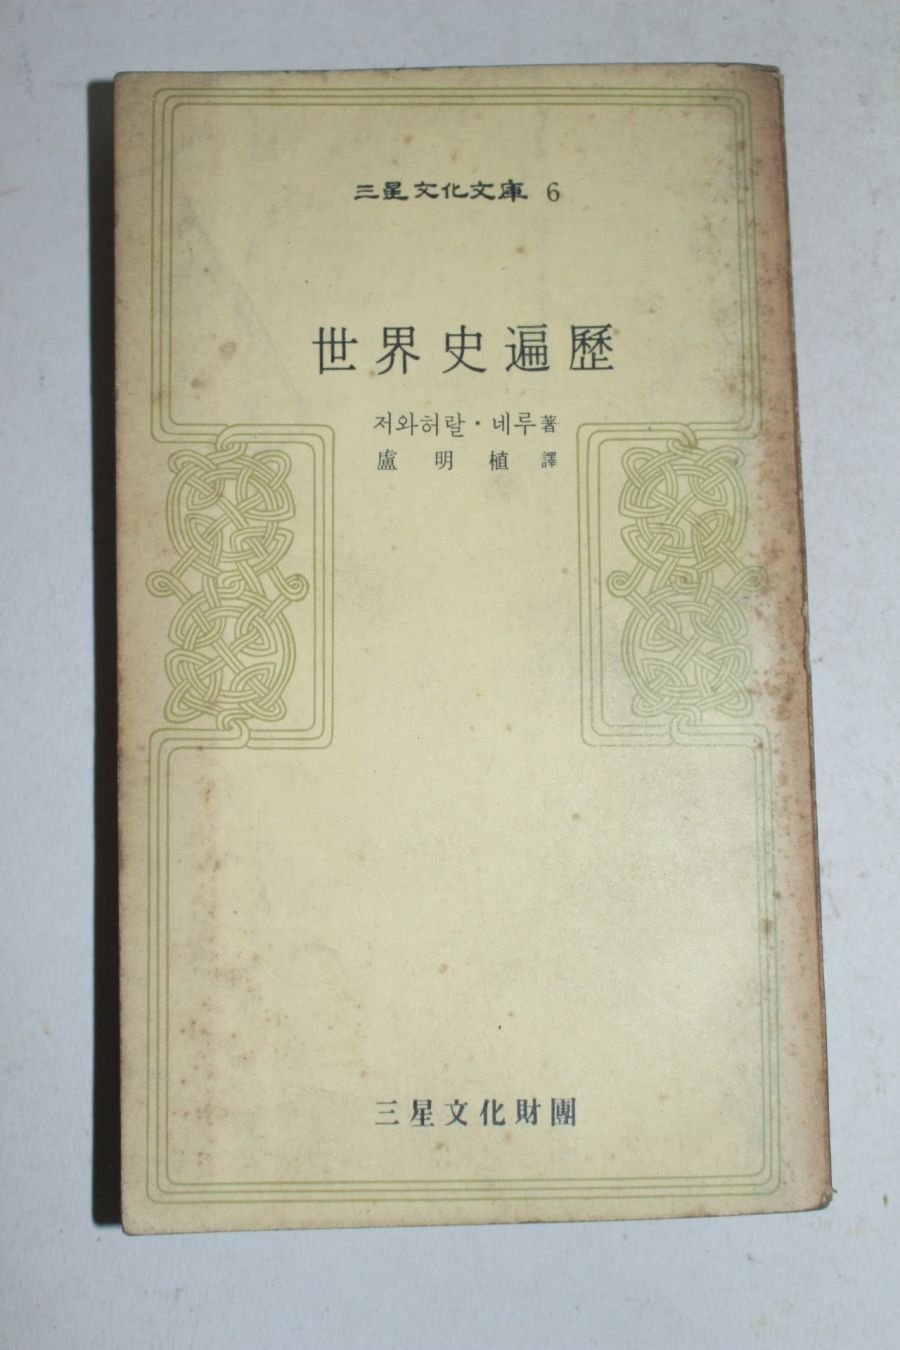 三星文化文庫 6
世界史遍歷
저와허랄·네루 著
盧明植 譯
三星文化財團